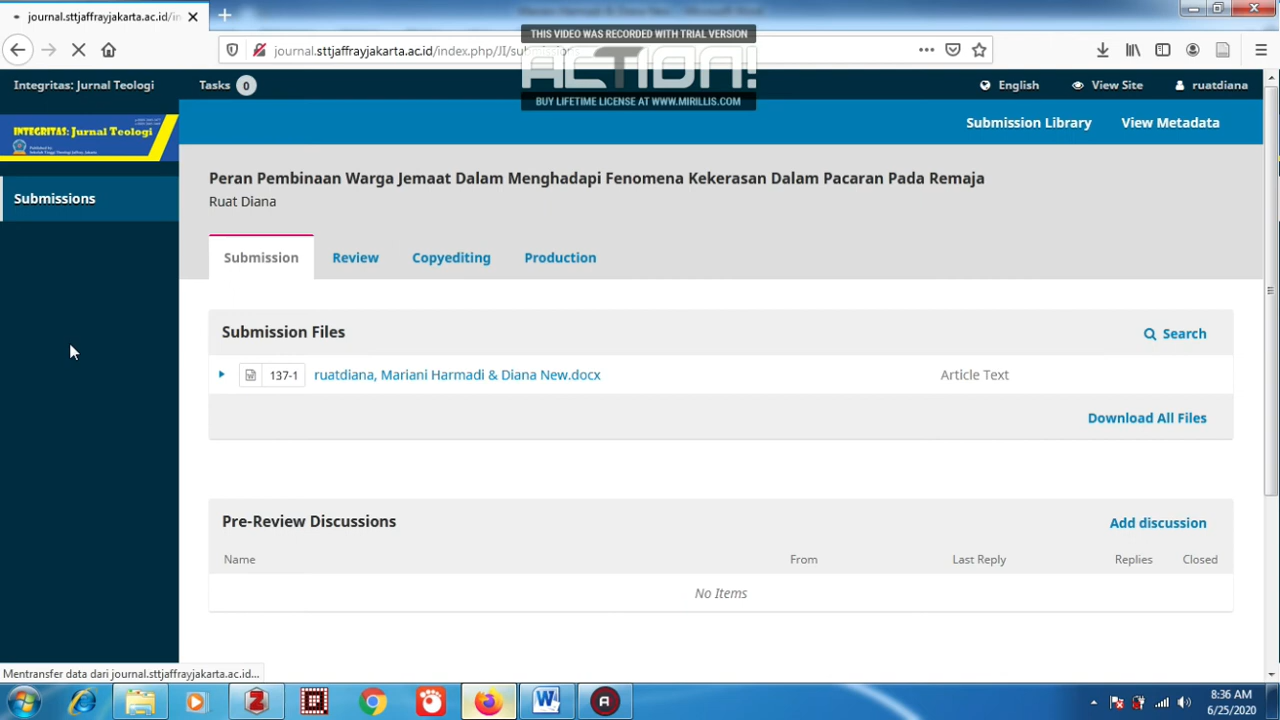 journal.sttjaffrayjakarta.ac.id/in
THIS VIDEO WAS RECORDED WITH TRIAL VERSION
ACTION!
BUY LIFETIME LICENSE AT WWW.MIRILLIS.COM
journal.sttjaffrayjakarta.ac.id/index.php/JI/submissions
Integritas: Jurnal Teologi
Tasks 0
English
View Site
ruatdiana
INTEGRITAS: Jurnal Teologi
Submission Library
View Metadata
Submissions
Peran Pembinaan Warga Jemaat Dalam Menghadapi Fenomena Kekerasan Dalam Pacaran Pada Remaja
Ruat Diana
Submission Review Copyediting Production
Submission Files
Search
137-1 ruatdiana, Mariani Harmadi & Diana New.docx Article Text
Download All Files
Pre-Review Discussions
Add discussion
Name From Last Reply Replies Closed
No Items
Mentransfer data dari journal.sttjaffrayjakarta.ac.id...
8:36 AM
6/25/2020